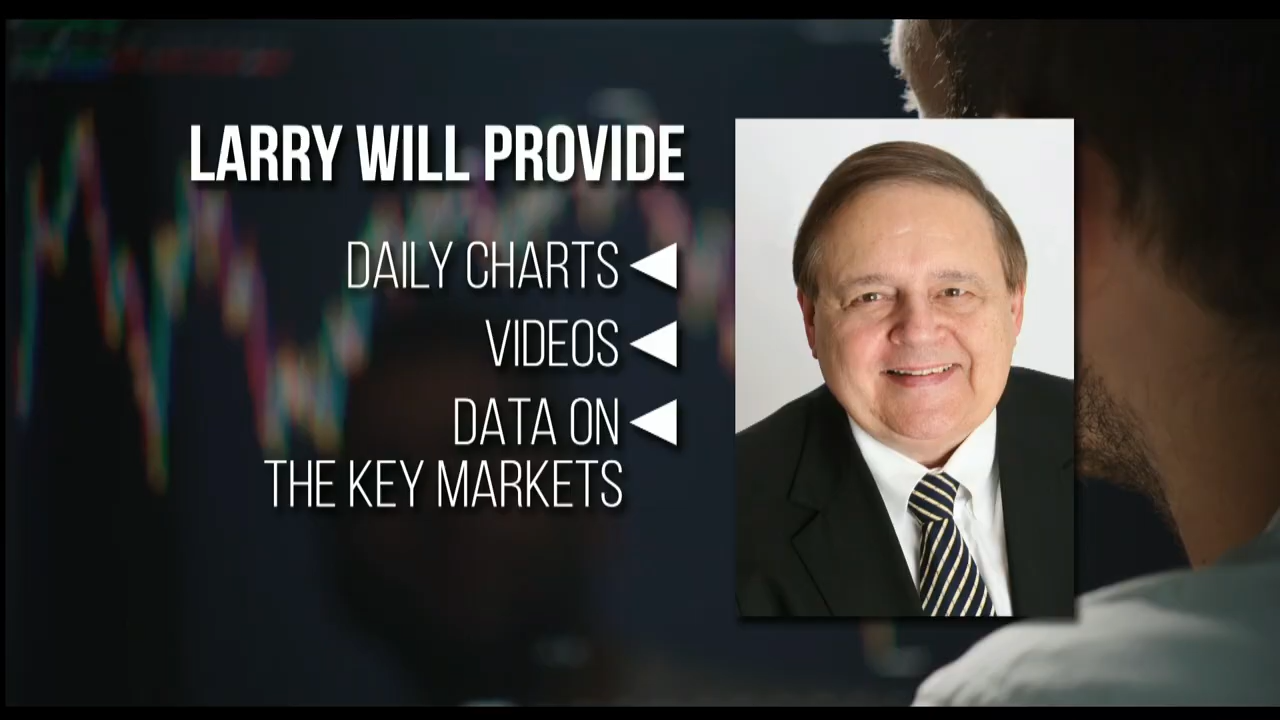 LARRY WILL PROVIDE
DAILY CHARTS
VIDEOS
DATA ON
THE KEY MARKETS